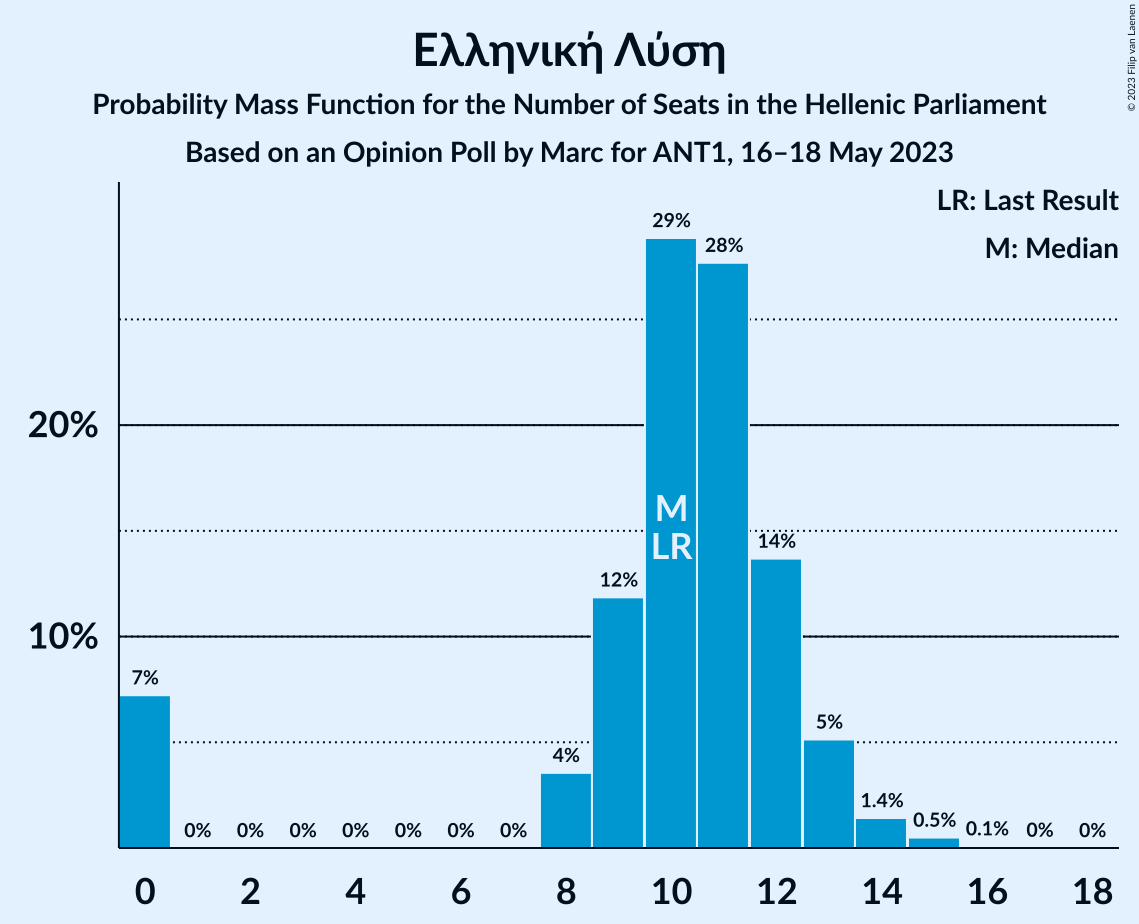 Ελληνική Λύση
Probability Mass Function for the Number of Seats in the Hellenic Parliament
Based on an Opinion Poll by Marc for ANT1, 16–18 May 2023
© 2023 Filip van Laenen
LR: Last Result
M: Median
20%
10%
7%
0%
0%
0%
0%
0%
0%
0%
4%
12%
29%
28%
14%
5%
1.4%
0.5%
0.1%
0%
0%
M
LR
0 2 4 6 8 10 12 14 16 18